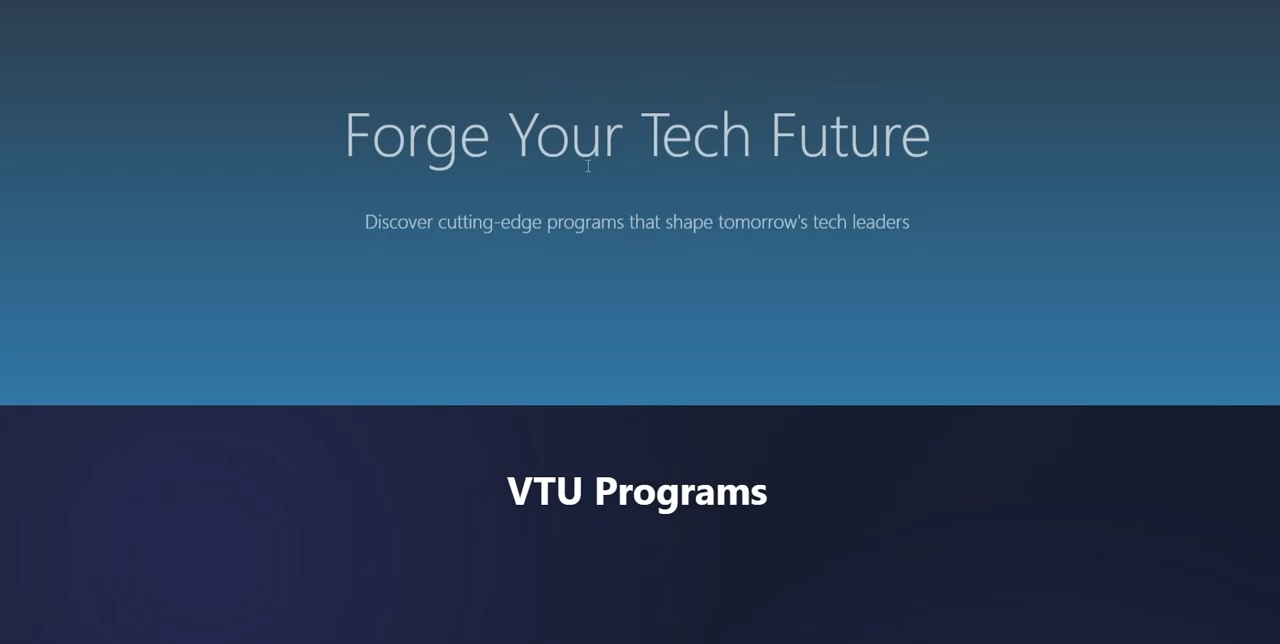 Forge Your Tech Future
Discover cutting-edge programs that shape tomorrow's tech leaders
VTU Programs